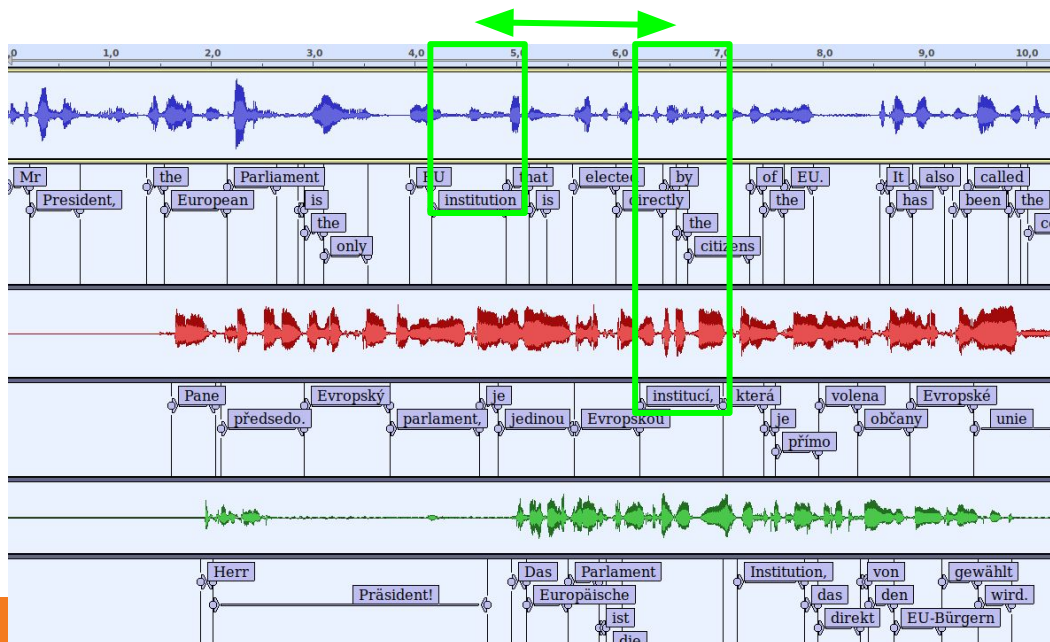 ,0 1,0 2,0 3,0 4,0 5,0 6,0 7,0 8,0 9,0 10,0
Mr the Parliament EU that elected by of EU. It also called
President, European is institution is directly the has been the
the the
only citizens
Pane Evropský je institucí, která volena Evropské
předsedo. parlament, jedinou Evropskou je občany unie
přímo
Herr Das Parlament Institution, von gewählt
Präsident! Europäische das den wird.
ist direkt EU-Bürgern
die